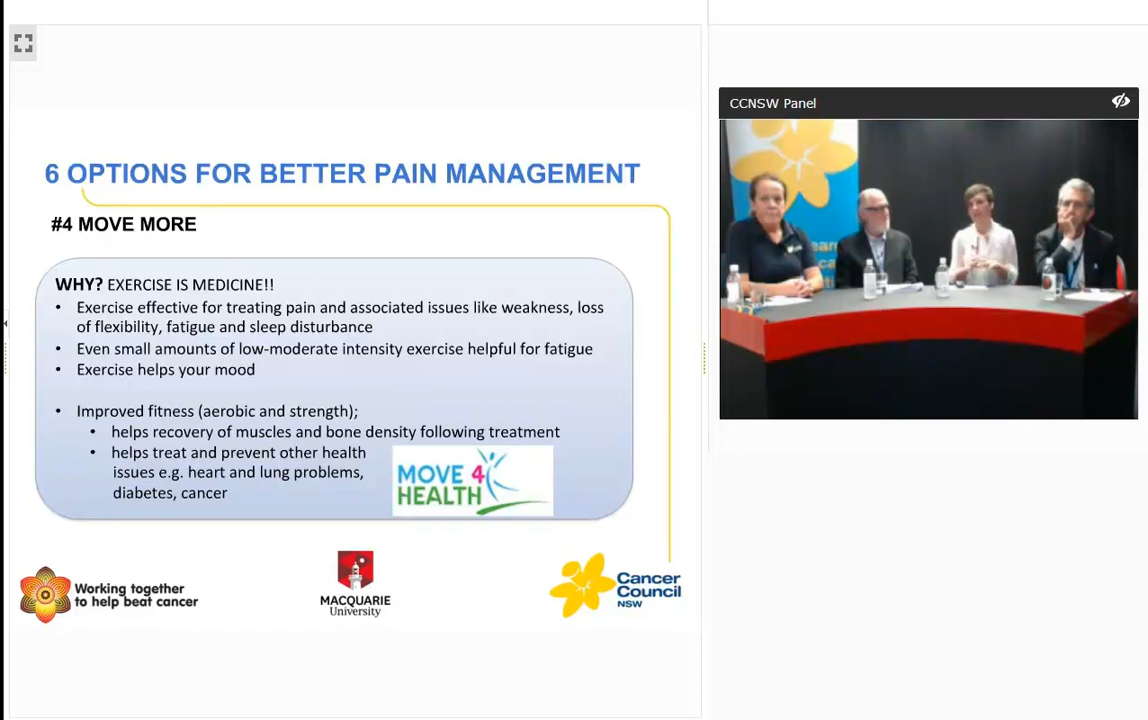 6 OPTIONS FOR BETTER PAIN MANAGEMENT
#4 MOVE MORE
WHY? EXERCISE IS MEDICINE!!
• Exercise effective for treating pain and associated issues like weakness, loss
of flexibility, fatigue and sleep disturbance
• Even small amounts of low-moderate intensity exercise helpful for fatigue
• Exercise helps your mood
• Improved fitness (aerobic and strength);
• helps recovery of muscles and bone density following treatment
• helps treat and prevent other health
issues e.g. heart and lung problems,
diabetes, cancer
MOVE 4
HEALTH
Working together
to help beat cancer
MACQUARIE
University
Cancer
Council
NSW
CCNSW Panel